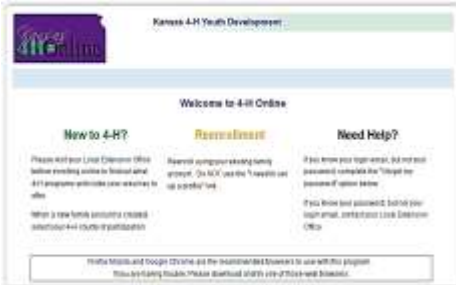 Kansas 4-H Youth Development
Kansas
4-H Online
Welcome to 4-H Online
New to 4-H?
Please visit your Local Extension Office
before enrolling online to find out what
4-H programs and clubs your area has to
offer.
When a new family account is created,
select your 4-H county of participation.
Reenrollment
Reenroll using your existing family
account. Do NOT use the "I need to set
up a profile" link.
Need Help?
If you know your login email, but not your
password, complete the "I forgot my
password" option below.
If you know your password, but not your
login email, contact your Local Extension
Office.
Firefox Mozilla and Google Chrome are the recommended browsers to use with this program.
If you are having trouble, Please download and try one of those web browsers.